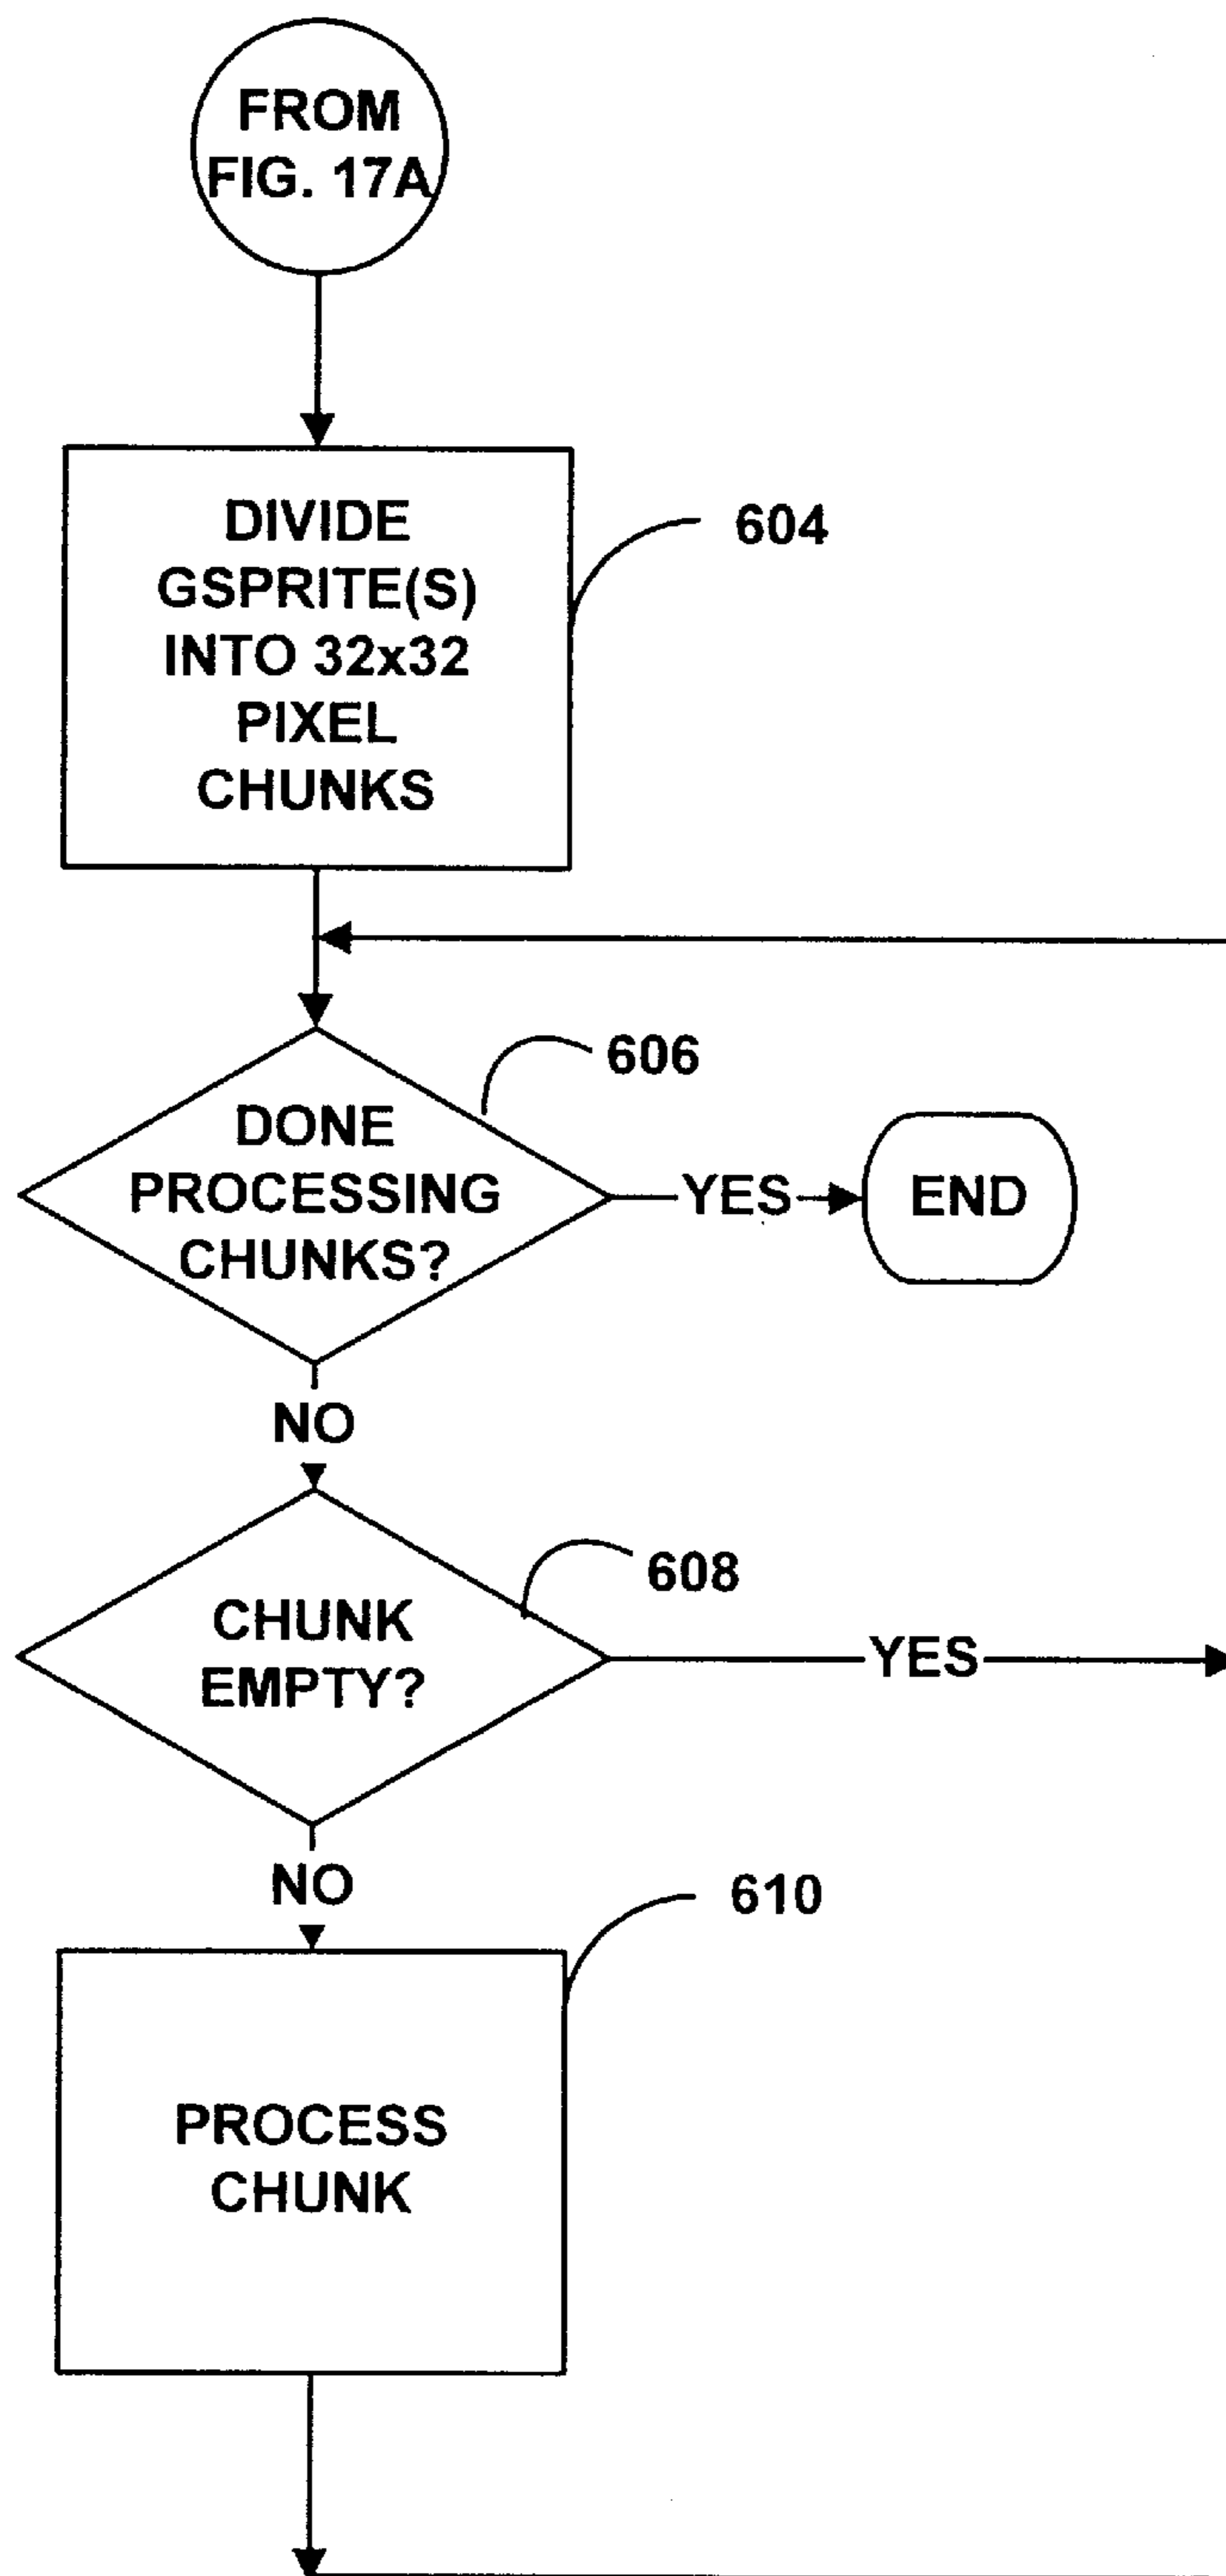 FROM
FIG. 17A
DIVIDE
GSPRITE(S)
INTO 32x32
PIXEL
CHUNKS
604
606
DONE
PROCESSING
CHUNKS?
YES
END
NO
608
CHUNK
EMPTY?
YES
NO
610
PROCESS
CHUNK